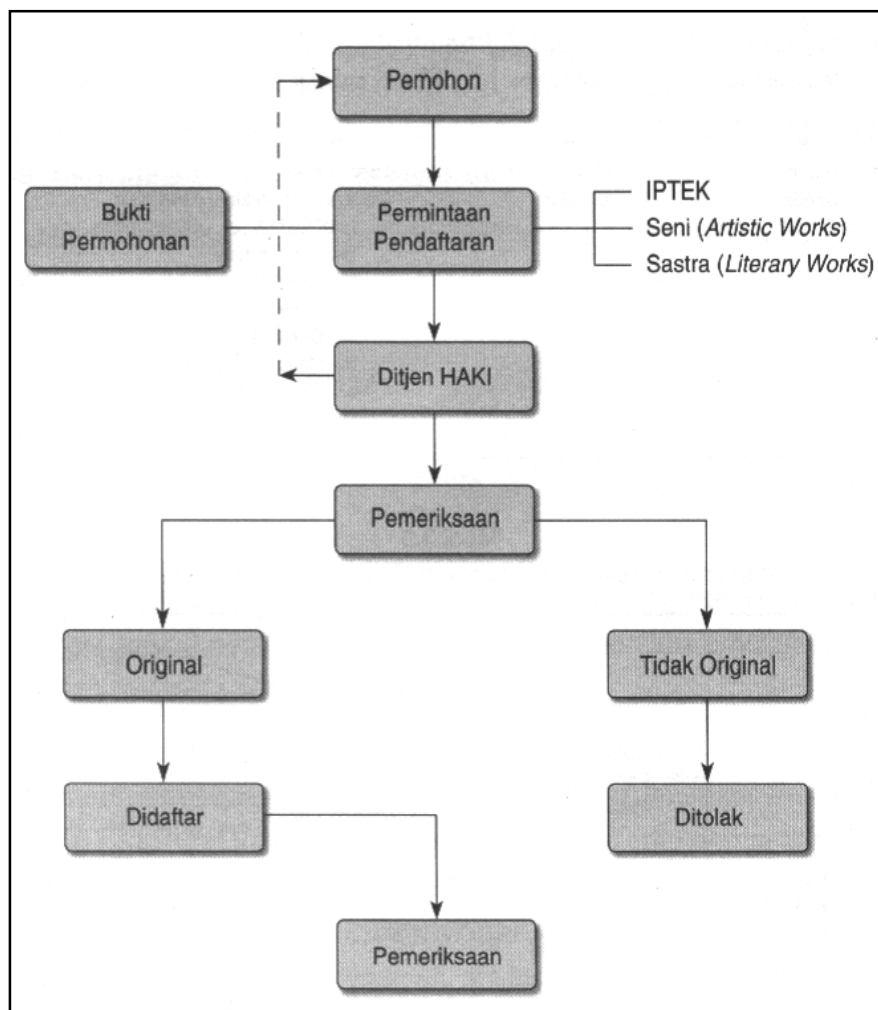 Pemohon
Bukti
Permohonan
Permintaan
Pendaftaran
IPTEK
Seni (Artistic Works)
Sastra (Literary Works)
Ditjen HAKI
Pemeriksaan
Original
Tidak Original
Didaftar
Ditolak
Pemeriksaan